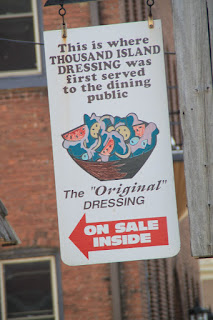 This is where
THOUSAND ISLAND
DRESSING was
first served
to the dining
public
The "Original"
DRESSING
ON SALE
INSIDE